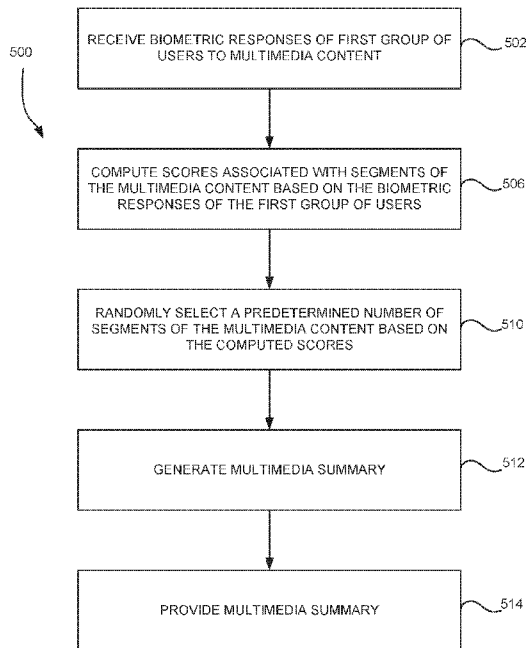 500
RECEIVE BIOMETRIC RESPONSES OF FIRST GROUP OF
USERS TO MULTIMEDIA CONTENT
502
COMPUTE SCORES ASSOCIATED WITH SEGMENTS OF
THE MULTIMEDIA CONTENT BASED ON THE BIOMETRIC
RESPONSES OF THE FIRST GROUP OF USERS
506
RANDOMLY SELECT A PREDETERMINED NUMBER OF
SEGMENTS OF THE MULTIMEDIA CONTENT BASED ON
THE COMPUTED SCORES
510
GENERATE MULTIMEDIA SUMMARY
512
PROVIDE MULTIMEDIA SUMMARY
514